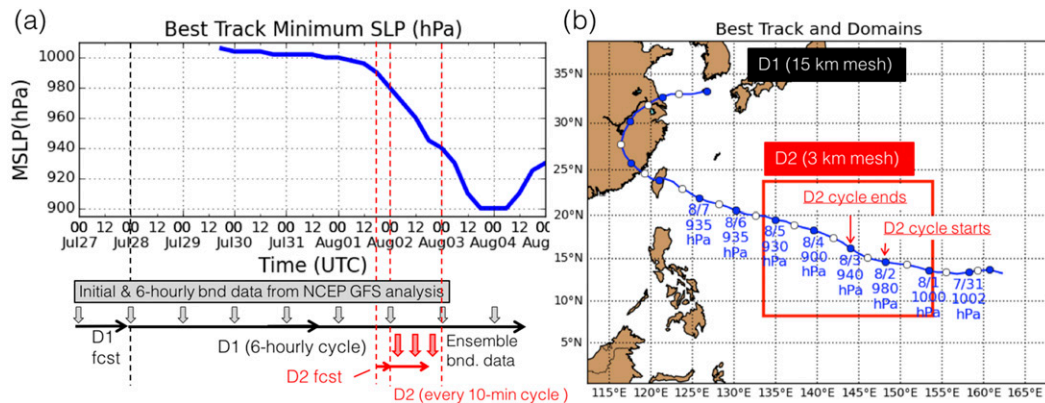 (a)
Best Track Minimum SLP (hPa)
MSLP(hPa)
1000
980
960
940
920
900
00 12 00 12 00 12 00 12 00 12 00 12 00 12 00 12 00 12 00
Jul27 Jul28 Jul29 Jul30 Jul31 Aug01 Aug02 Aug03 Aug04 Aug
Time (UTC)
Initial & 6-hourly bnd data from NCEP GFS analysis
D1
fcst
D1 (6-hourly cycle)
Ensemble
bnd. data
D2 fcst
D2 (every 10-min cycle )
(b)
Best Track and Domains
D1 (15 km mesh)
35°N
30°N
25°N
20°N
15°N
10°N
5°N
D2 (3 km mesh)
D2 cycle ends
D2 cycle starts
8/7
935
hPa
8/6
935
hPa
8/5
930
hPa
8/4
900
hPa
8/3
940
hPa
8/2
980
hPa
8/1
1000
hPa
7/31
1002
hPa
115°E 120°E 125°E 130°E 135°E 140°E 145°E 150°E 155°E 160°E 165°E